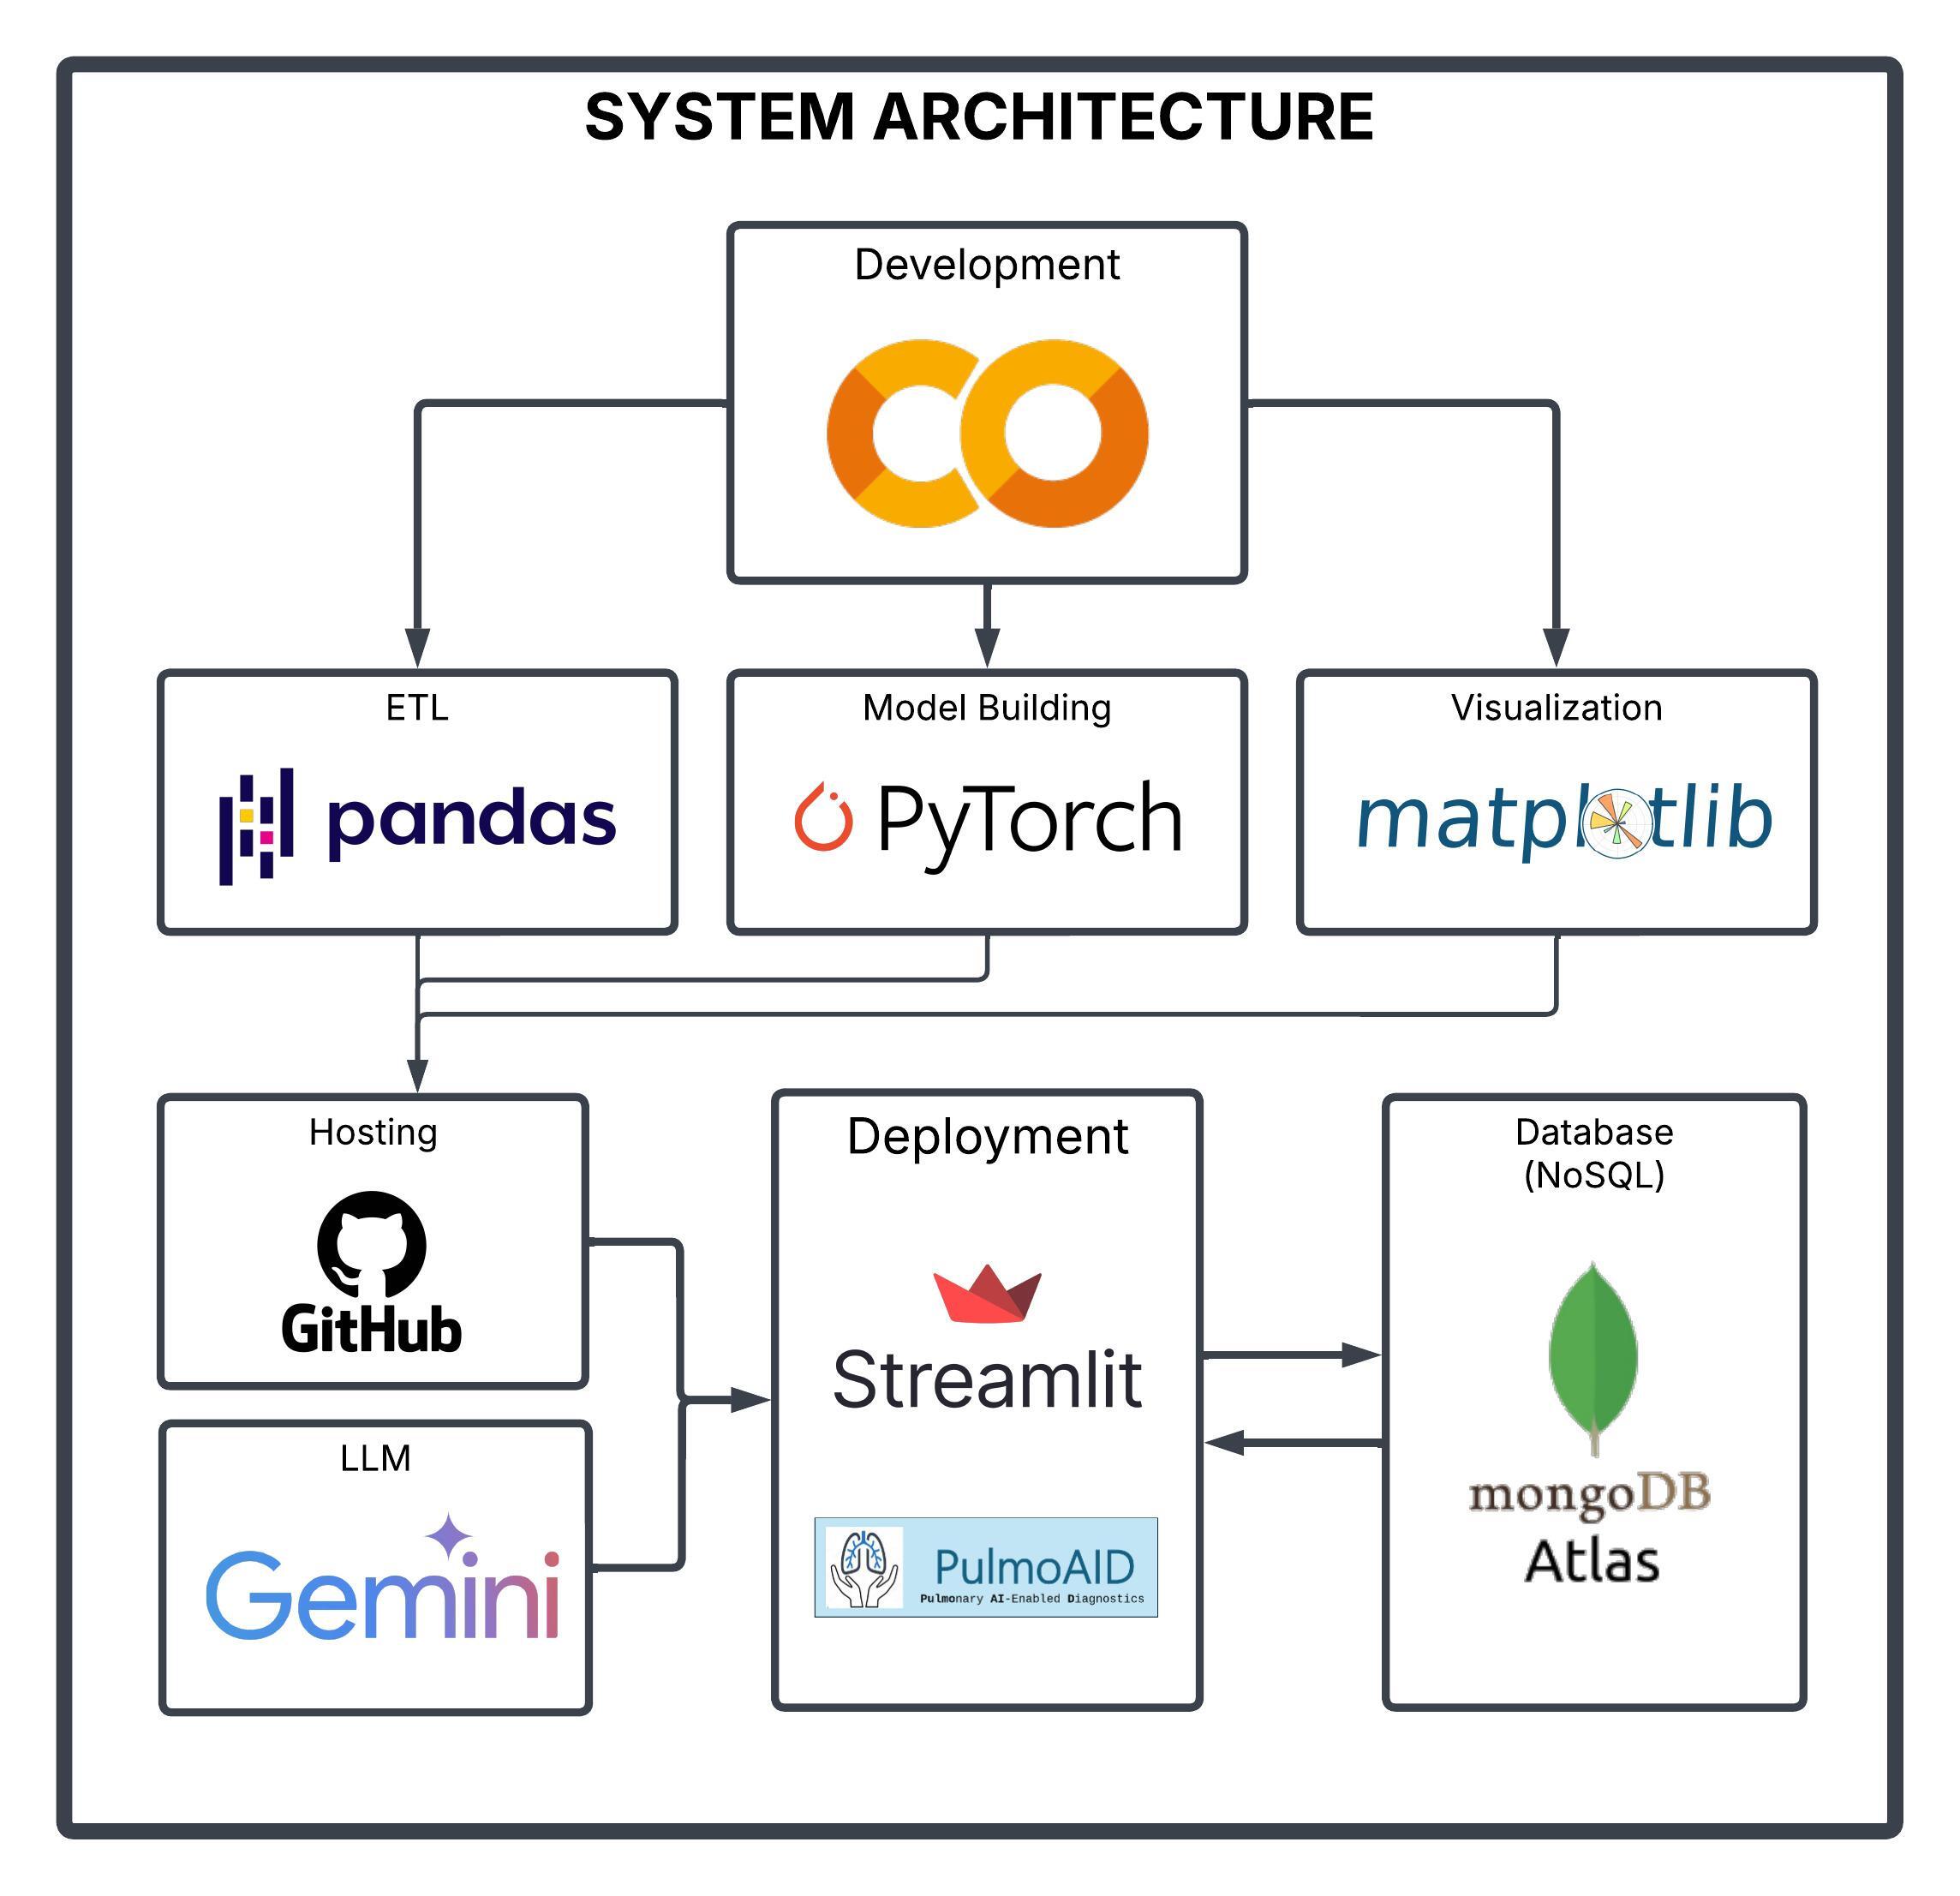 SYSTEM ARCHITECTURE
Development
ETL
pandas
Model Building
PyTorch
Visualization
matplotlib
Hosting
GitHub
LLM
Gemini
Deployment
Streamlit
PulmoAID
Pulmonary AI-Enabled Diagnostics
Database
(NoSQL)
mongoDB
Atlas